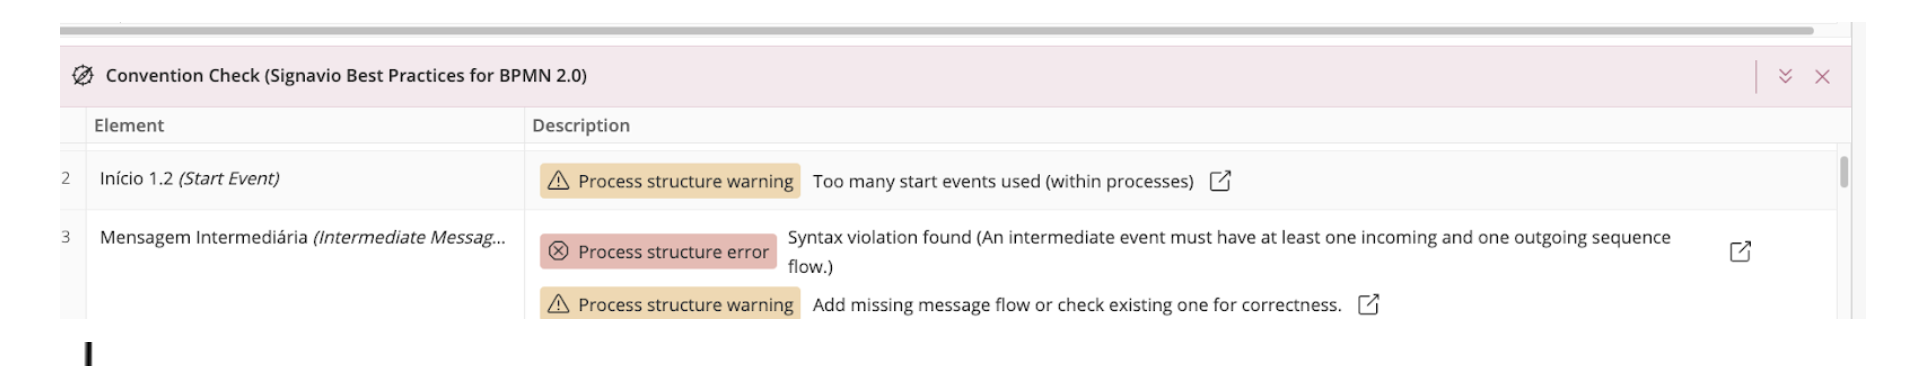 Convention Check (Signavio Best Practices for BPMN 2.0)
Element Description
2 Início 1.2 (Start Event) Process structure warning Too many start events used (within processes)
3 Mensagem Intermediária (Intermediate Messag... Process structure error Syntax violation found (An intermediate event must have at least one incoming and one outgoing sequence
flow.)
Process structure warning Add missing message flow or check existing one for correctness.